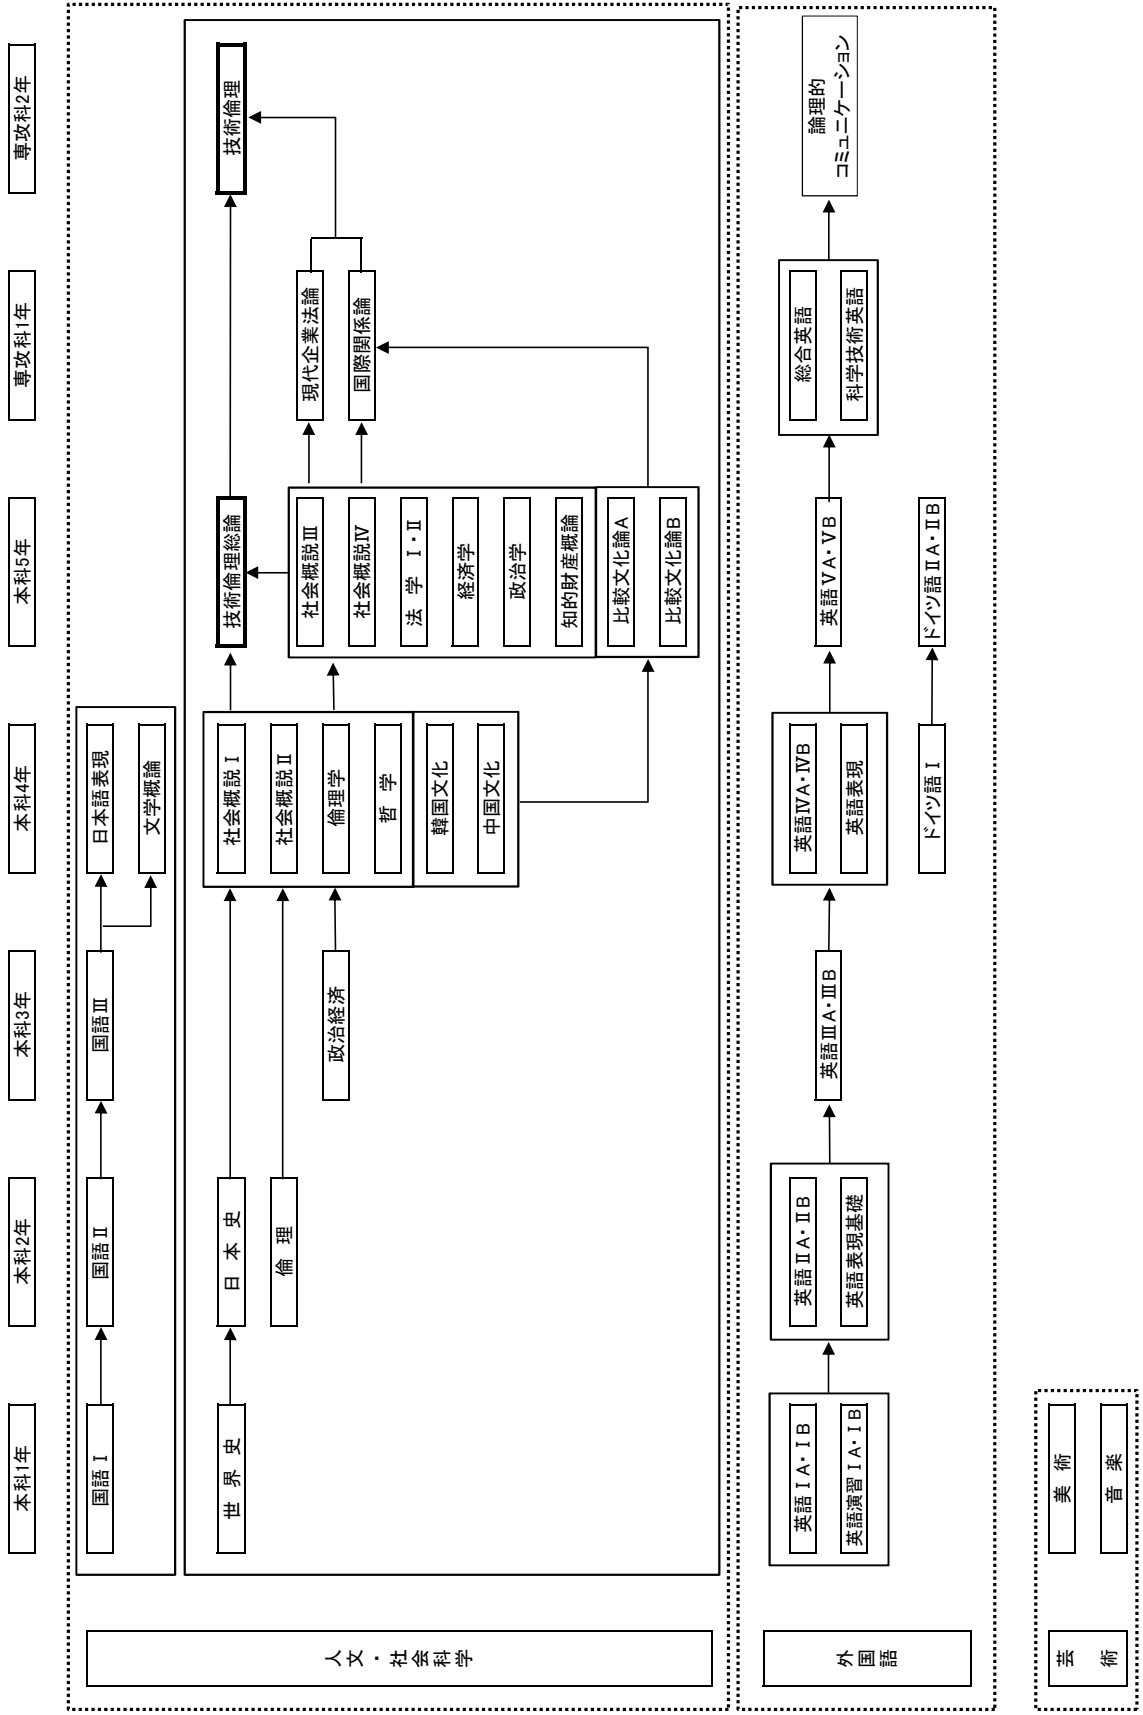 本科1年
本科2年
本科3年
本科4年
本科5年
専攻科1年
専攻科2年
人文・社会科学
国語Ⅰ
国語Ⅱ
国語Ⅲ
日本語表現
文学概論
世 界 史
日 本 史
倫 理
政治経済
社会概説Ⅰ
社会概説Ⅱ
倫理学
哲 学
韓国文化
中国文化
技術倫理総論
社会概説Ⅲ
社会概説Ⅳ
法 学 Ⅰ・Ⅱ
経済学
政治学
知的財産概論
比較文化論A
比較文化論B
現代企業法論
国際関係論
技術倫理
外国語
英語ⅠA・ⅠB
英語演習ⅠA・ⅠB
英語ⅡA・ⅡB
英語表現基礎
英語ⅢA・ⅢB
英語ⅣA・ⅣB
英語表現
ドイツ語Ⅰ
英語ⅤA・ⅤB
ドイツ語ⅡA・ⅡB
総合英語
科学技術英語
論理的
コミュニケーション
芸 術
美 術
音 楽